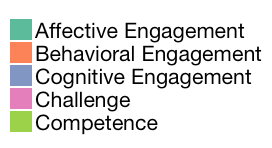 Affective Engagement
Behavioral Engagement
Cognitive Engagement
Challenge
Competence